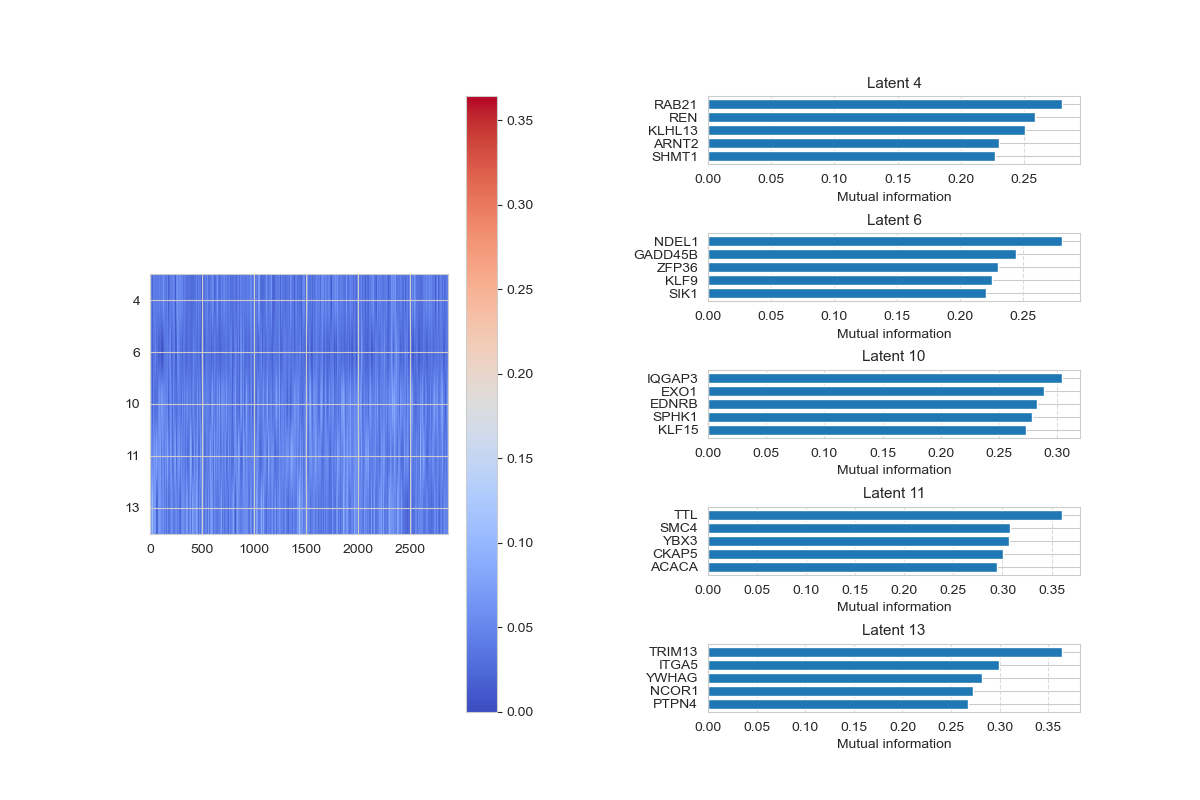 4
6
10
11
13
0 500 1000 1500 2000 2500
0.35
0.30
0.25
0.20
0.15
0.10
0.05
0.00
Latent 4
RAB21
REN
KLHL13
ARNT2
SHMT1
0.00 0.05 0.10 0.15 0.20 0.25
Mutual information
Latent 6
NDEL1
GADD45B
ZFP36
KLF9
SIK1
0.00 0.05 0.10 0.15 0.20 0.25
Mutual information
Latent 10
IQGAP3
EXO1
EDNRB
SPHK1
KLF15
0.00 0.05 0.10 0.15 0.20 0.25 0.30
Mutual information
Latent 11
TTL
SMC4
YBX3
CKAP5
ACACA
0.00 0.05 0.10 0.15 0.20 0.25 0.30 0.35
Mutual information
Latent 13
TRIM13
ITGA5
YWHAG
NCOR1
PTPN4
0.00 0.05 0.10 0.15 0.20 0.25 0.30 0.35
Mutual information